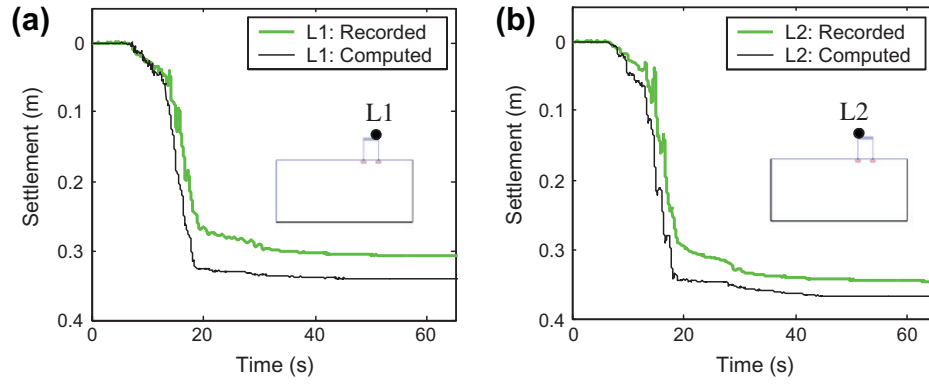 (a)
L1: Recorded
L1: Computed
L1
Settlement (m)
0
0.1
0.2
0.3
0.4
0 20 40 60
Time (s)
(b)
L2: Recorded
L2: Computed
L2
Settlement (m)
0
0.1
0.2
0.3
0.4
0 20 40 60
Time (s)